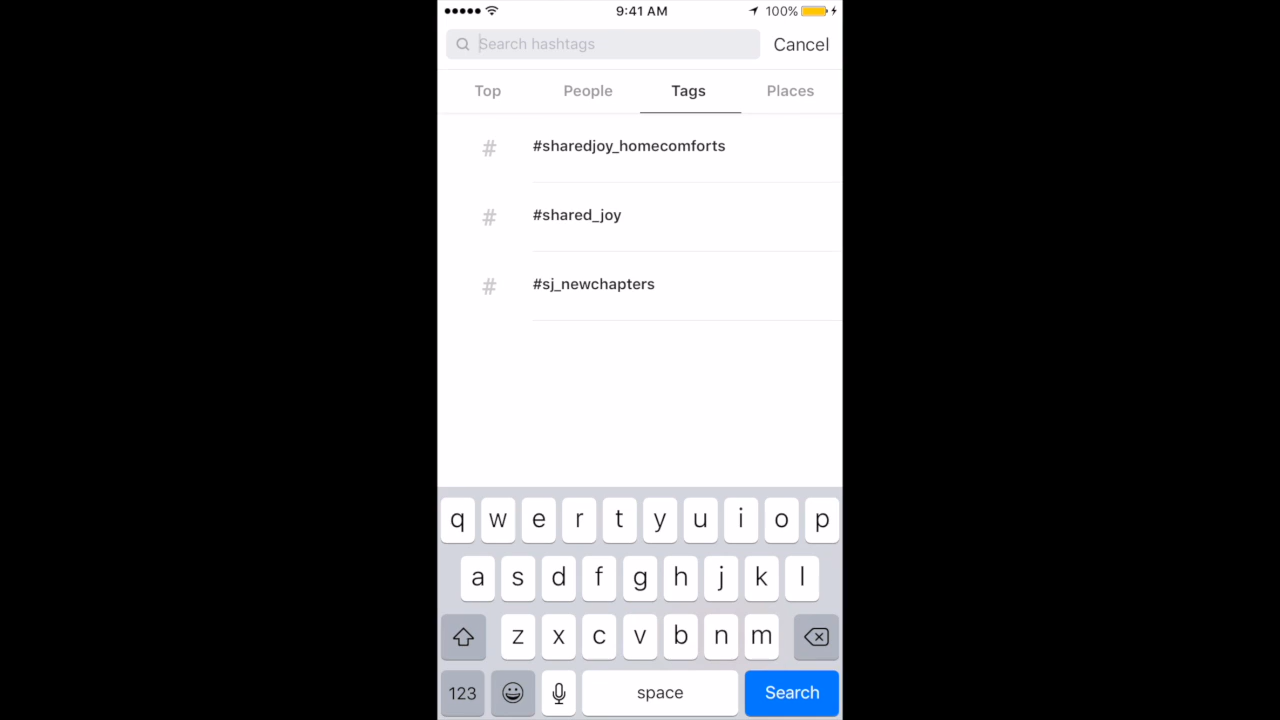 9:41 AM 100%
Search hashtags Cancel
Top People Tags Places
# #sharedjoy_homecomforts
# #shared_joy
# #sj_newchapters
q w e r t y u i o p
a s d f g h j k l
z x c v b n m
123 space Search